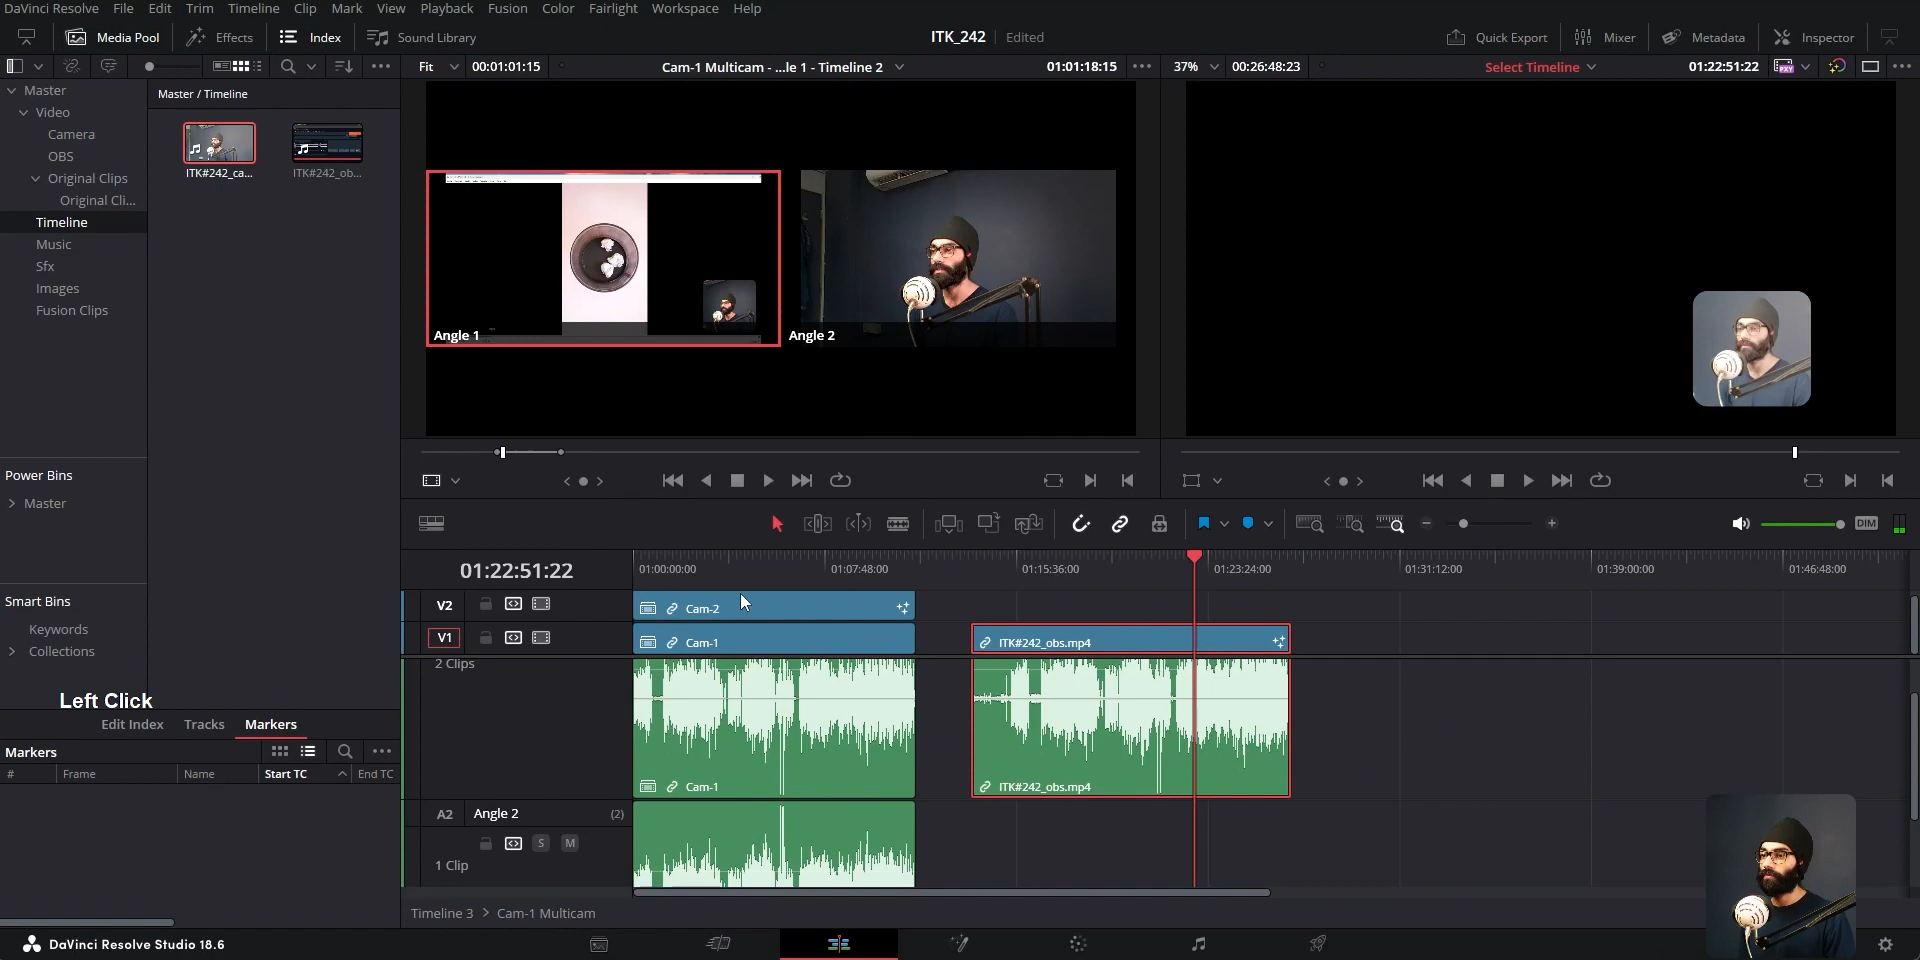 DaVinci Resolve File Edit Trim Timeline Clip Mark View Playback Fusion Color Fairlight Workspace Help
Media Pool Effects Index Sound Library ITK_242 Edited Quick Export Mixer Metadata Inspector
Fit 00:01:01:15 Cam-1 Multicam - ...le 1 - Timeline 2 01:01:18:15 37% 00:26:48:23 Select Timeline 01:22:51:22 PXY
Master
Video
Camera
OBS
Original Clips
Original Cli...
Timeline
Music
Sfx
Images
Fusion Clips
Master / Timeline
ITK#242_ca... ITK#242_ob...
Angle 1 Angle 2
Power Bins
Master
Smart Bins
Keywords
Collections
Left Click
Edit Index Tracks Markers
Markers
# Frame Name Start TC End TC
DIM
01:22:51:22 01:00:00:00 01:07:48:00 01:15:36:00 01:23:24:00 01:31:12:00 01:39:00:00 01:46:48:00
V2 Cam-2
V1 Cam-1 ITK#242_obs.mp4
2 Clips
Cam-1 ITK#242_obs.mp4
A2 Angle 2 (2)
S M
1 Clip
Timeline 3 > Cam-1 Multicam
DaVinci Resolve Studio 18.6